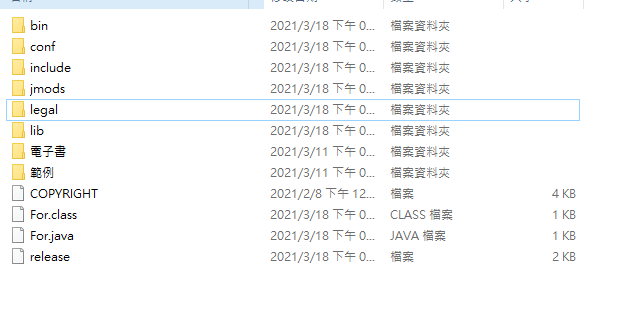 bin 2021/3/18 下午 0... 檔案資料夾
conf 2021/3/18 下午 0... 檔案資料夾
include 2021/3/18 下午 0... 檔案資料夾
jmods 2021/3/18 下午 0... 檔案資料夾
legal 2021/3/18 下午 0... 檔案資料夾
lib 2021/3/18 下午 0... 檔案資料夾
電子書 2021/3/11 下午 0... 檔案資料夾
範例 2021/3/11 下午 0... 檔案資料夾
COPYRIGHT 2021/2/8 下午 12... 檔案 4 KB
For.class 2021/3/18 下午 0... CLASS 檔案 1 KB
For.java 2021/3/18 下午 0... JAVA 檔案 1 KB
release 2021/3/18 下午 0... 檔案 2 KB